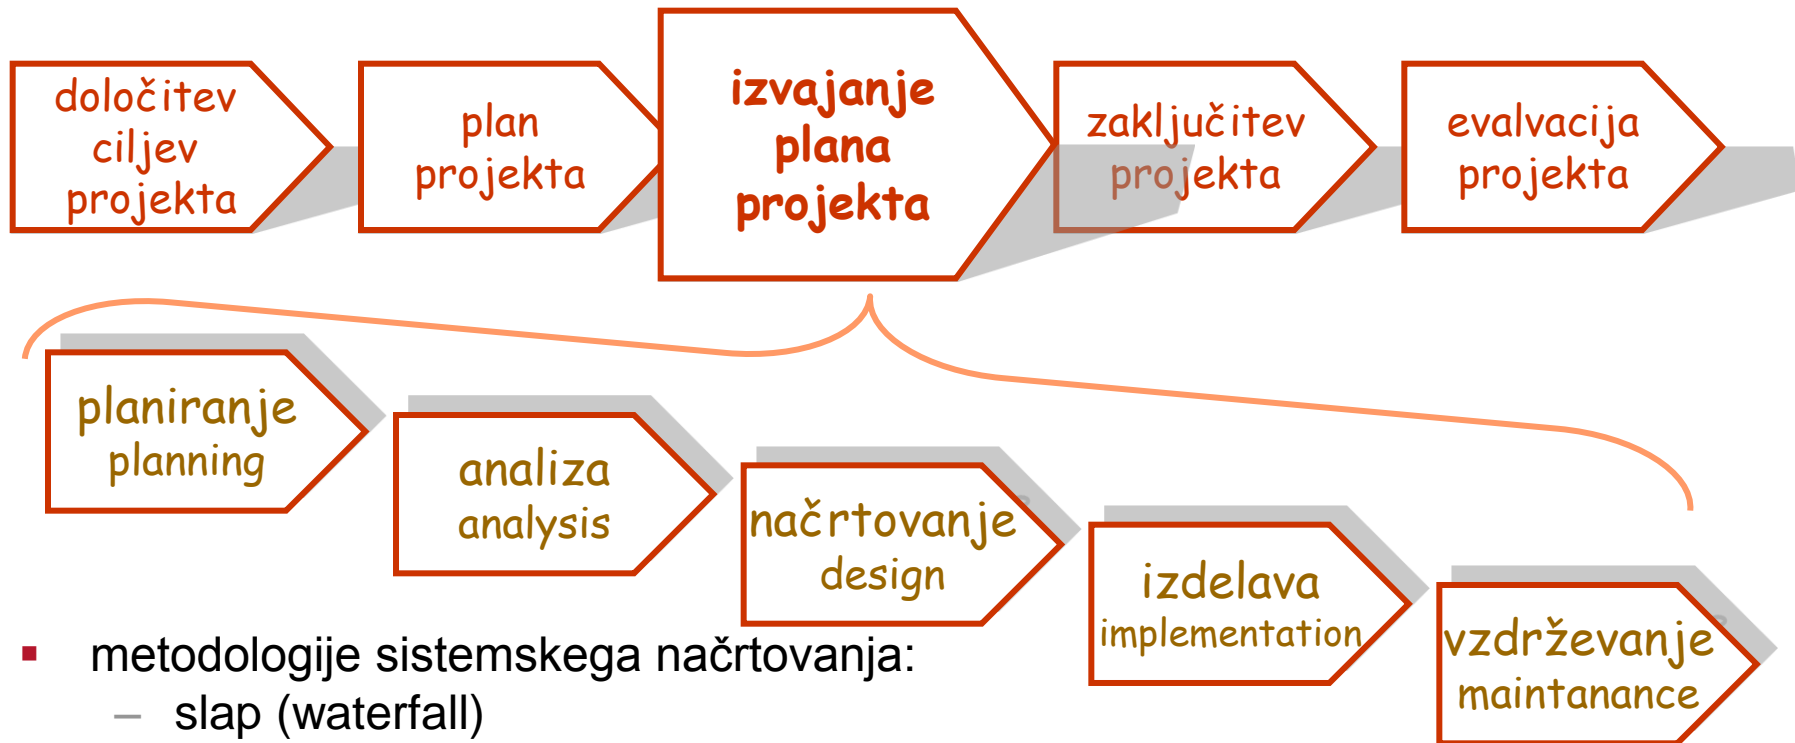 določitev
ciljev
projekta
plan
projekta
izvajanje
plana
projekta
zaključitev
projekta
evalvacija
projekta
planiranje
planning
analiza
analysis
načrtovanje
design
izdelava
implementation
vzdrževanje
maintanance
▪ metodologije sistemskega načrtovanja:
– slap (waterfall)